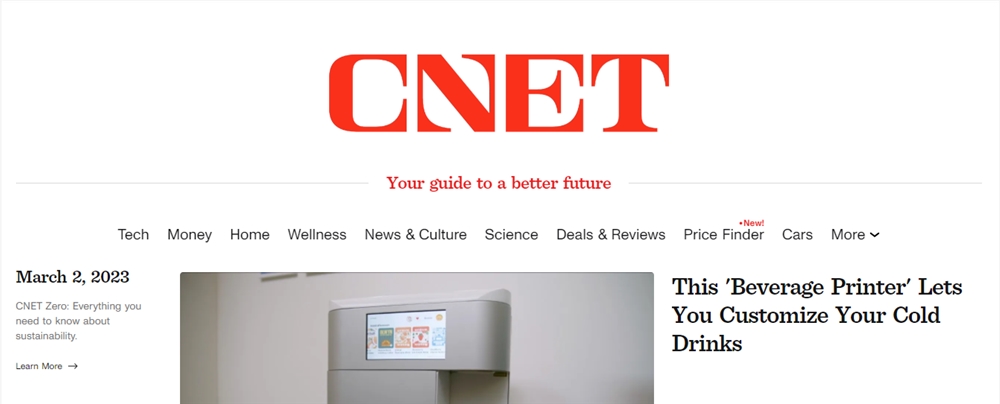 CNET
Your guide to a better future
•New!
Tech Money Home Wellness News & Culture Science Deals & Reviews Price Finder Cars More
March 2, 2023
CNET Zero: Everything you
need to know about
sustainability.
Learn More →
This 'Beverage Printer' Lets
You Customize Your Cold
Drinks